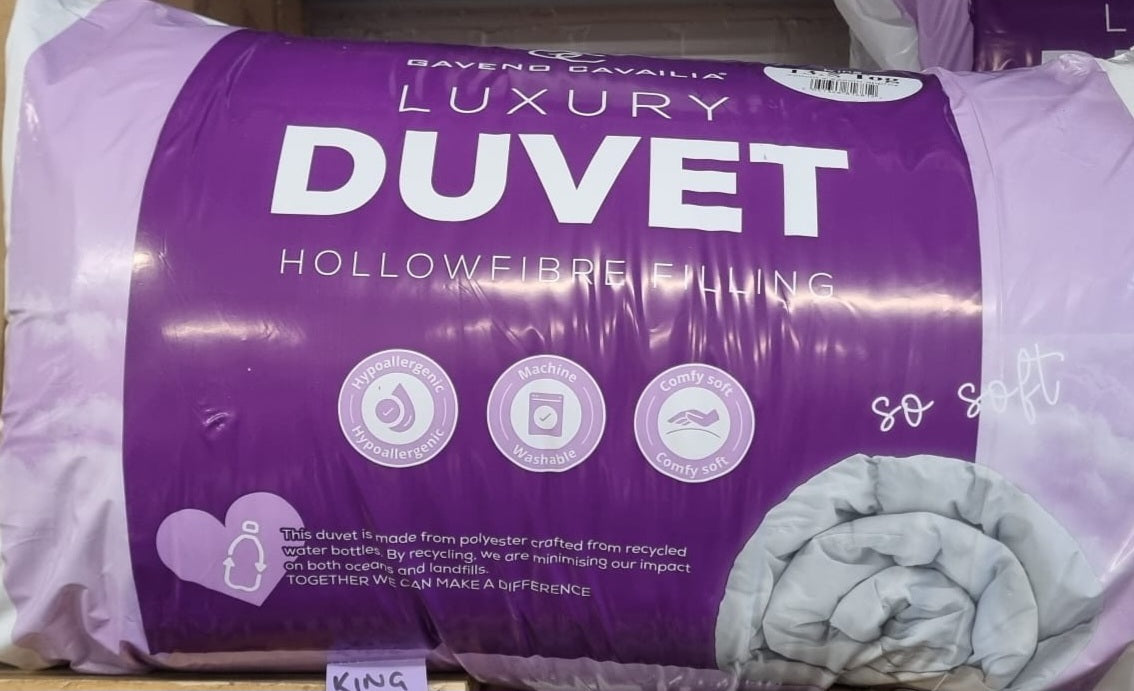 GAVENO CAVAILIA
LUXURY
DUVET
HOLLOWFIBRE FILLING
Hypoallergenic
Hypoallergenic
Machine
Washable
Comfy soft
Comfy soft
so soft
This duvet is made from polyester crafted from recycled
water bottles. By recycling, we are minimising our impact
on both oceans and landfills.
TOGETHER WE CAN MAKE A DIFFERENCE
KING